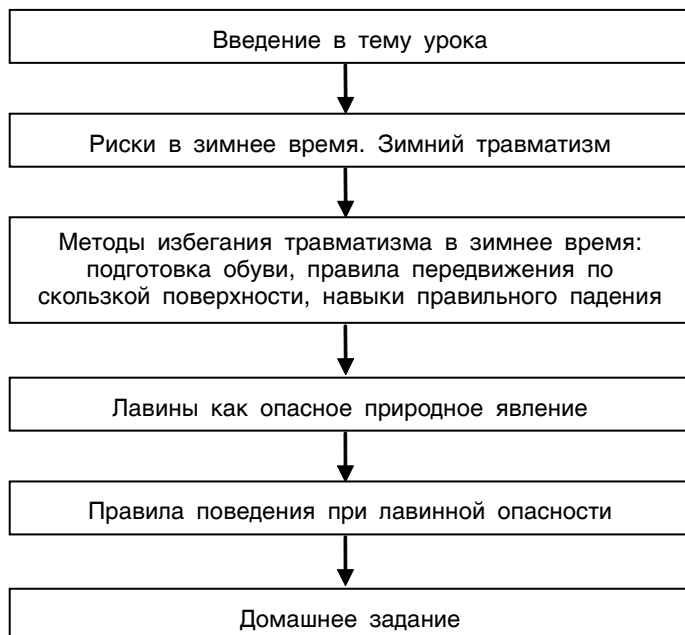 Введение в тему урока
Риски в зимнее время. Зимний травматизм
Методы избегания травматизма в зимнее время:
подготовка обуви, правила передвижения по
скользкой поверхности, навыки правильного падения
Лавины как опасное природное явление
Правила поведения при лавинной опасности
Домашнее задание